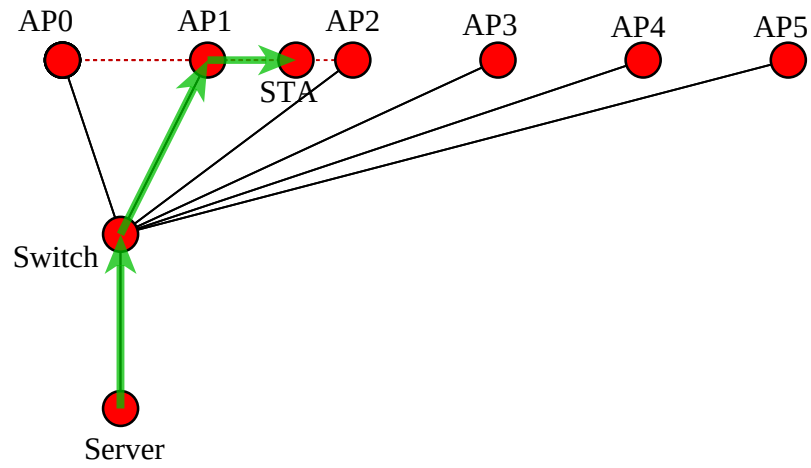 AP0
AP1
AP2
AP3
AP4
AP5
STA
Switch
Server